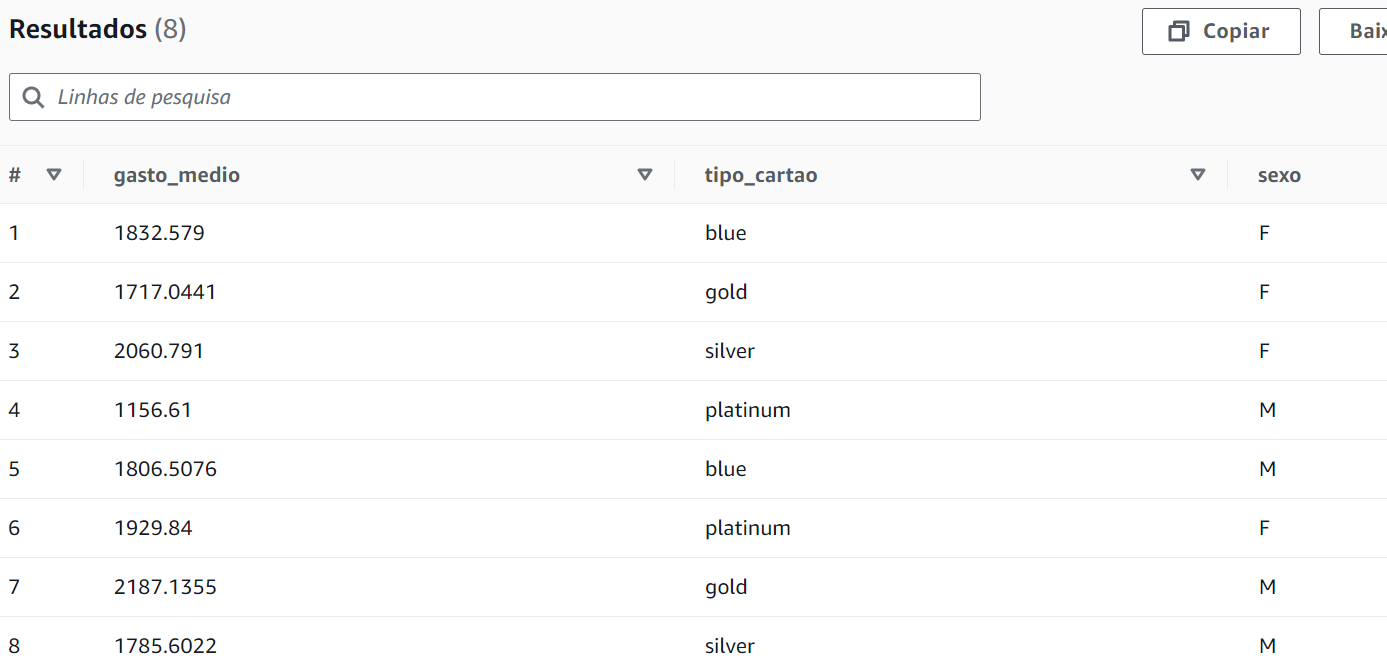 Resultados (8)
Copiar
Baix
Linhas de pesquisa
# gasto_medio tipo_cartao sexo
1 1832.579 blue F
2 1717.0441 gold F
3 2060.791 silver F
4 1156.61 platinum M
5 1806.5076 blue M
6 1929.84 platinum F
7 2187.1355 gold M
8 1785.6022 silver M